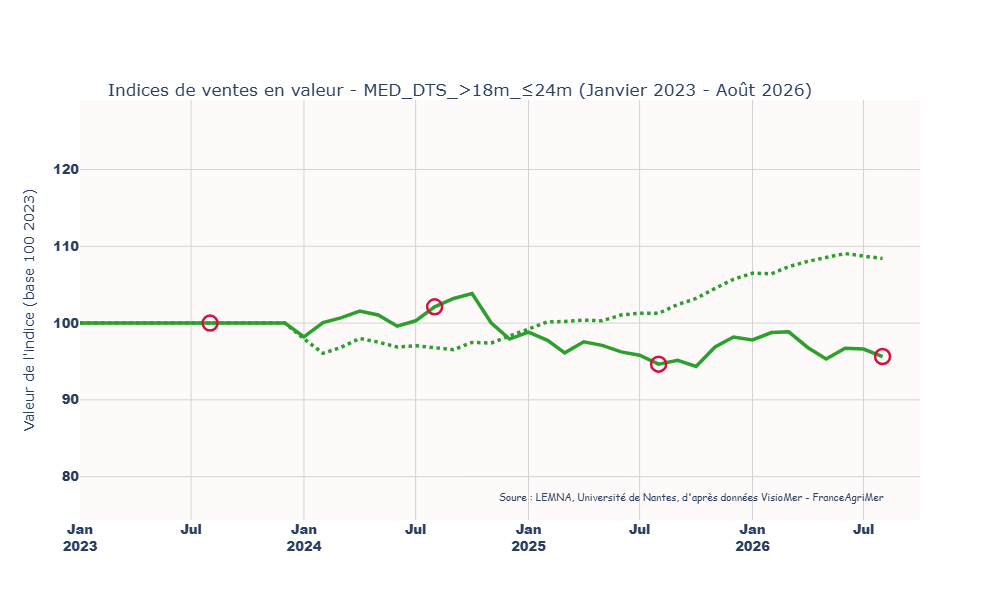 Indices de ventes en valeur - MED_DTS_>18m_≤24m (Janvier 2023 - Août 2026)
Valeur de l'indice (base 100 2023)
120
110
100
90
80
Soure : LEMNA, Université de Nantes, d'après données VisioMer - FranceAgriMer
Jan Jul Jan Jul Jan Jul Jan Jul
2023 2024 2025 2026